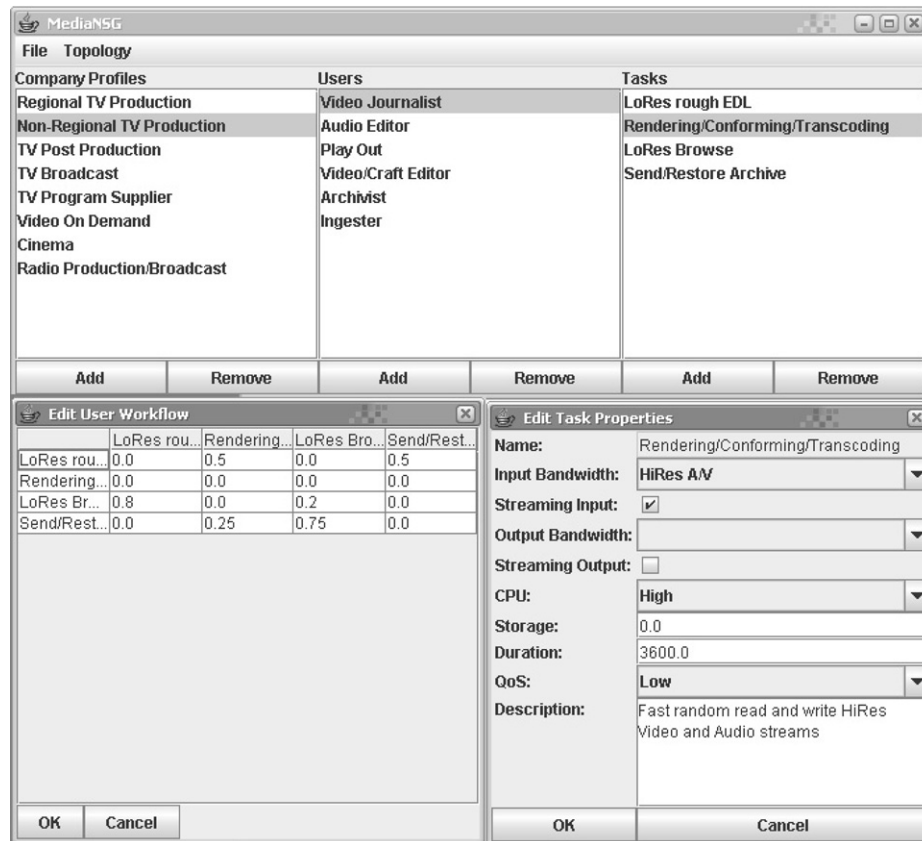 MediaNSG
File Topology
Company Profiles Users Tasks
Regional TV Production
Non-Regional TV Production
TV Post Production
TV Broadcast
TV Program Supplier
Video On Demand
Cinema
Radio Production/Broadcast
Video Journalist
Audio Editor
Play Out
Video/Craft Editor
Archivist
Ingester
LoRes rough EDL
Rendering/Conforming/Transcoding
LoRes Browse
Send/Restore Archive
Add Remove Add Remove Add Remove
Edit User Workflow
LoRes rou... Rendering... LoRes Bro... Send/Rest...
LoRes rou... 0.0 0.5 0.0 0.5
Rendering... 0.0 0.0 0.0 0.0
LoRes Br... 0.8 0.0 0.2 0.0
Send/Rest... 0.0 0.25 0.75 0.0
OK Cancel
Edit Task Properties
Name: Rendering/Conforming/Transcoding
Input Bandwidth: HiRes A/V
Streaming Input:
Output Bandwidth:
Streaming Output:
CPU: High
Storage: 0.0
Duration: 3600.0
QoS: Low
Description: Fast random read and write HiRes
Video and Audio streams
OK Cancel